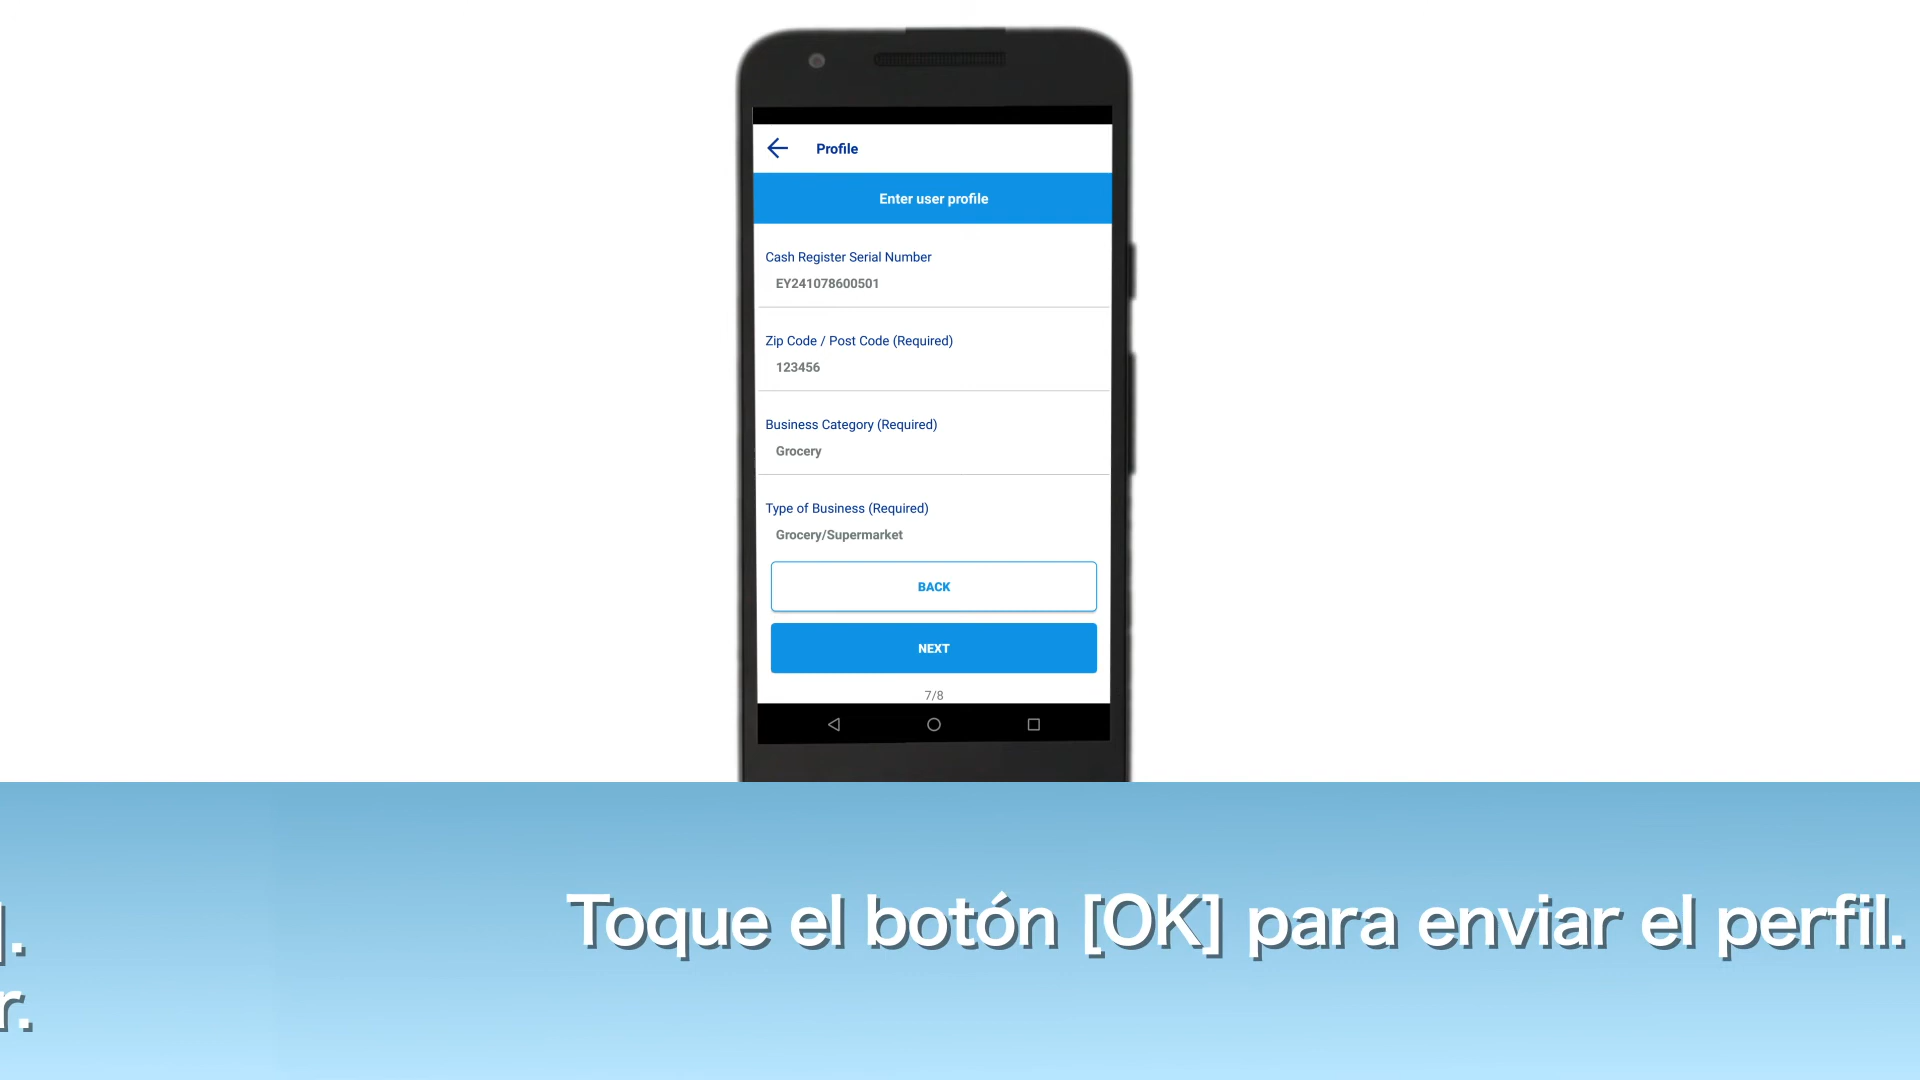 Profile
Enter user profile
Cash Register Serial Number
EY241078600501
Zip Code / Post Code (Required)
123456
Business Category (Required)
Grocery
Type of Business (Required)
Grocery/Supermarket
BACK
NEXT
7/8
].
r.
Toque el botón [OK] para enviar el perfil.